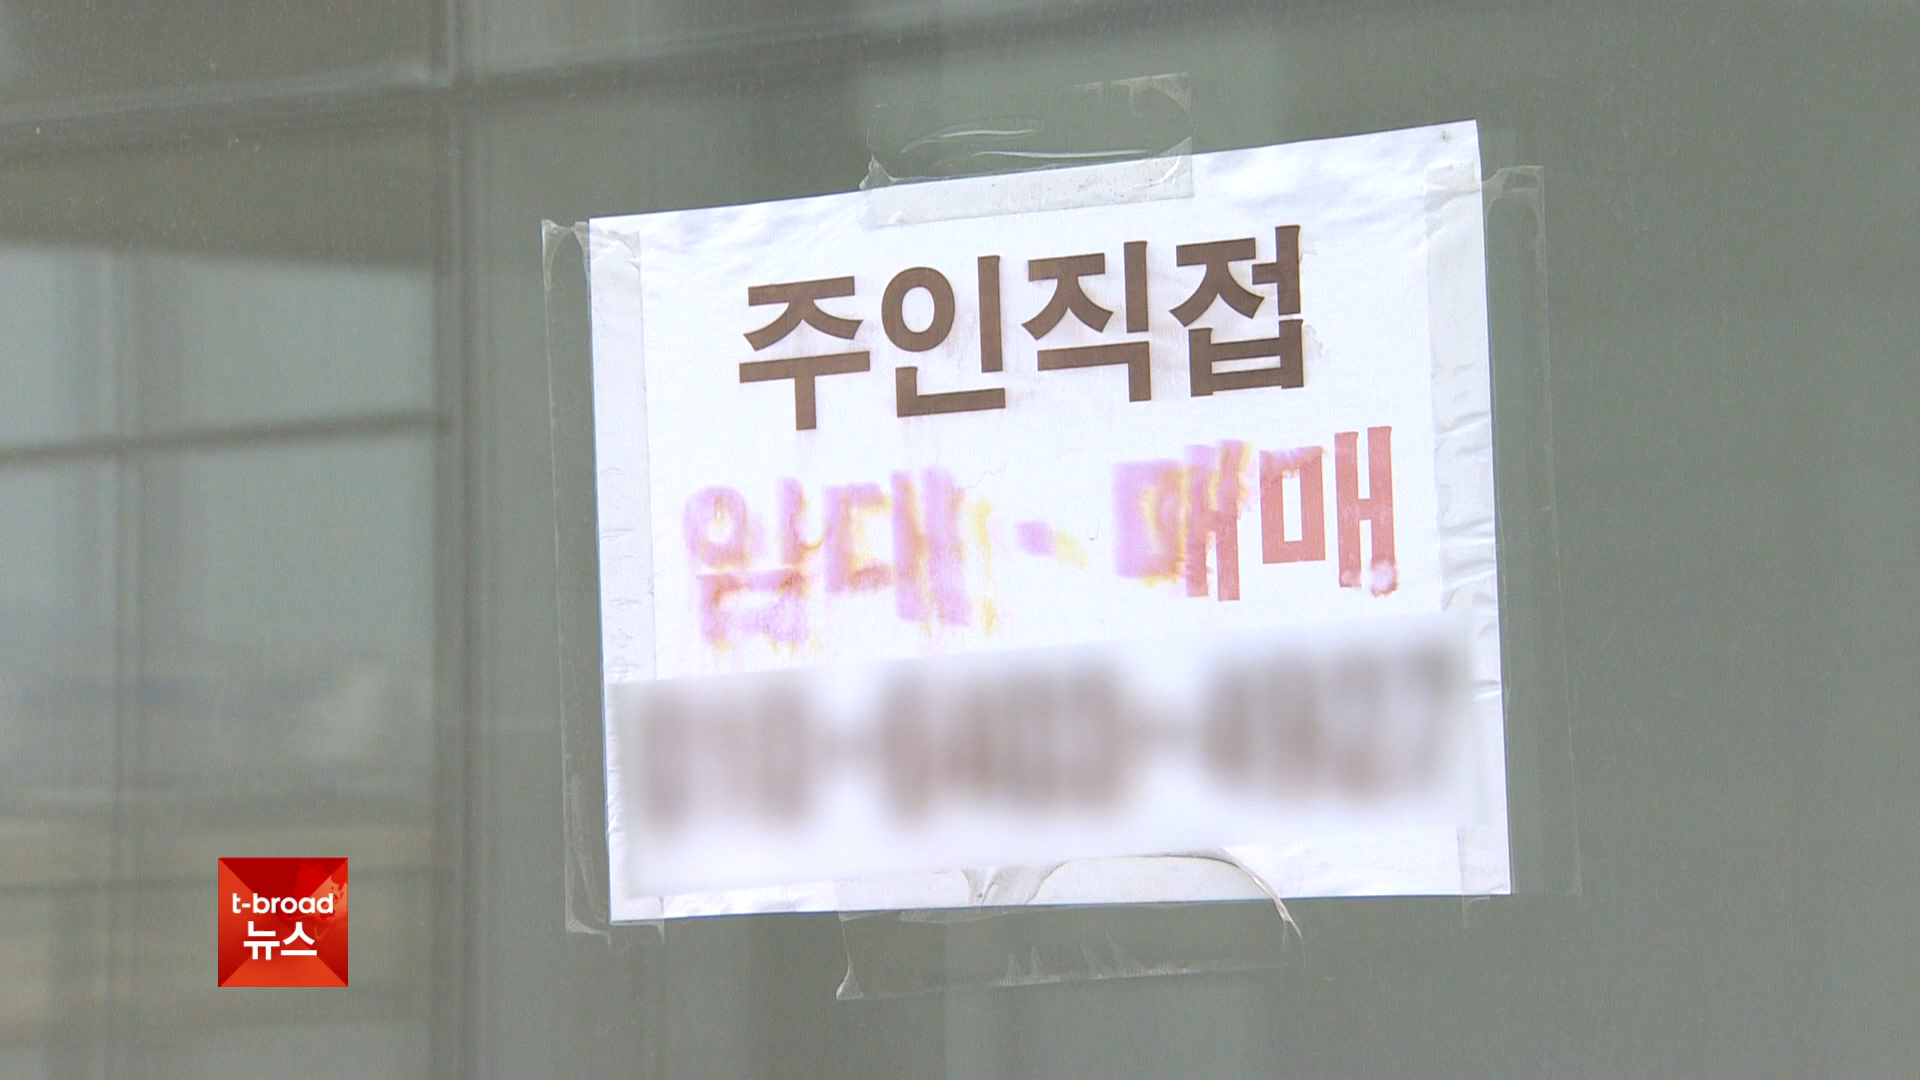 주인직접
임대 · 매매
t-broad
뉴스